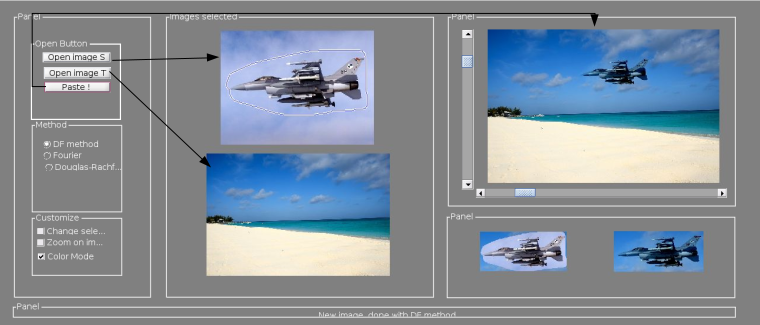 Panel
Open Button
Open image S
Open image T
Paste !
Method
DF method
Fourier
Douglas-Rachf...
Customize
Change sele...
Zoom on im...
Color Mode
Images selected
Panel
Panel
Panel
New image, done with DF method